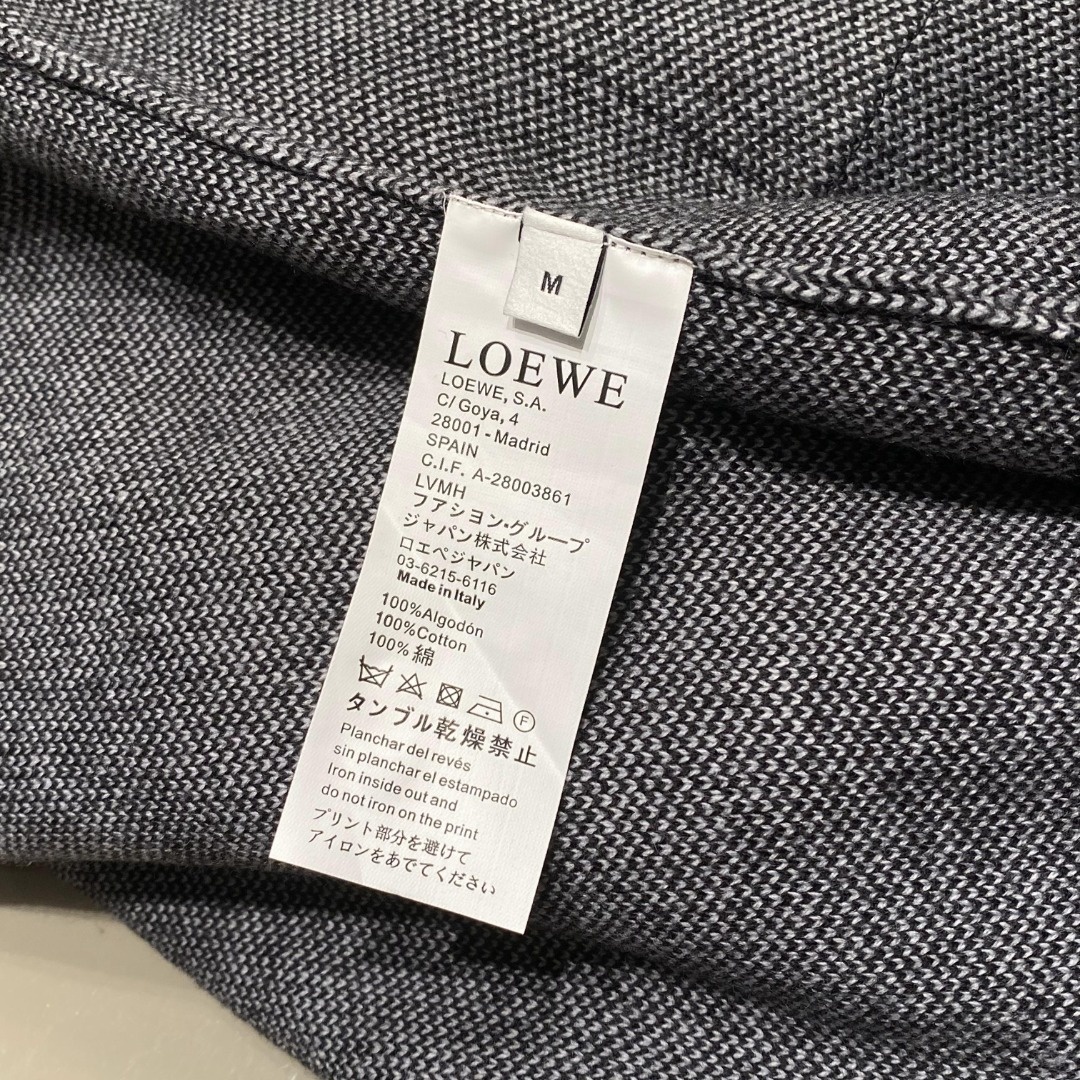 M
LOEWE
LOEWE, S.A.
C/ Goya, 4
28001 - Madrid
SPAIN
C.I.F. A-28003861
LVMH
フアション・グループ
ジャパン株式会社
ロエベジヤパン
03-6215-6116
Made in Italy
100%Algodón
100%Cotton
100% 綿
F
タンブル乾燥禁止
Planchar del revés
sin planchar el estampado
Iron inside out and
do not iron on the print
プリント部分を避けて
アイロンをあでてください